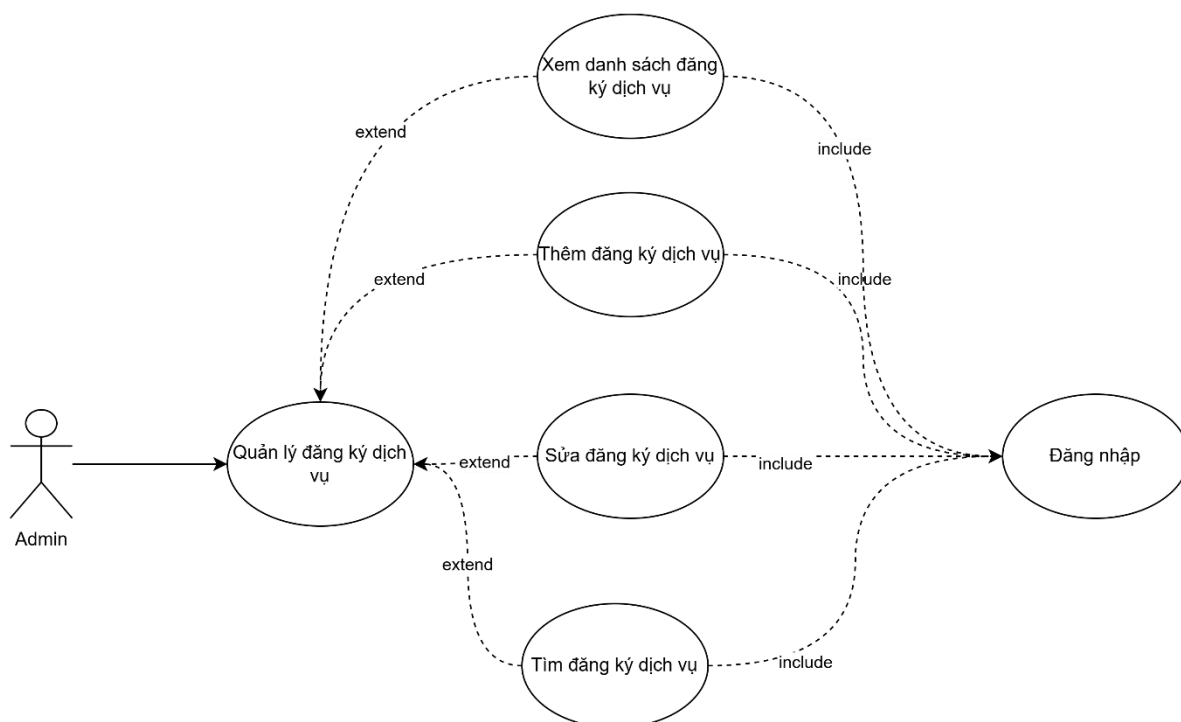 Xem danh sách đăng
ký dịch vụ
extend
include
Thêm đăng ký dịch vụ
extend
include
Quản lý đăng ký dịch
vụ
extend
Sửa đăng ký dịch vụ
include
Đăng nhập
Admin
extend
Tìm đăng ký dịch vụ
include